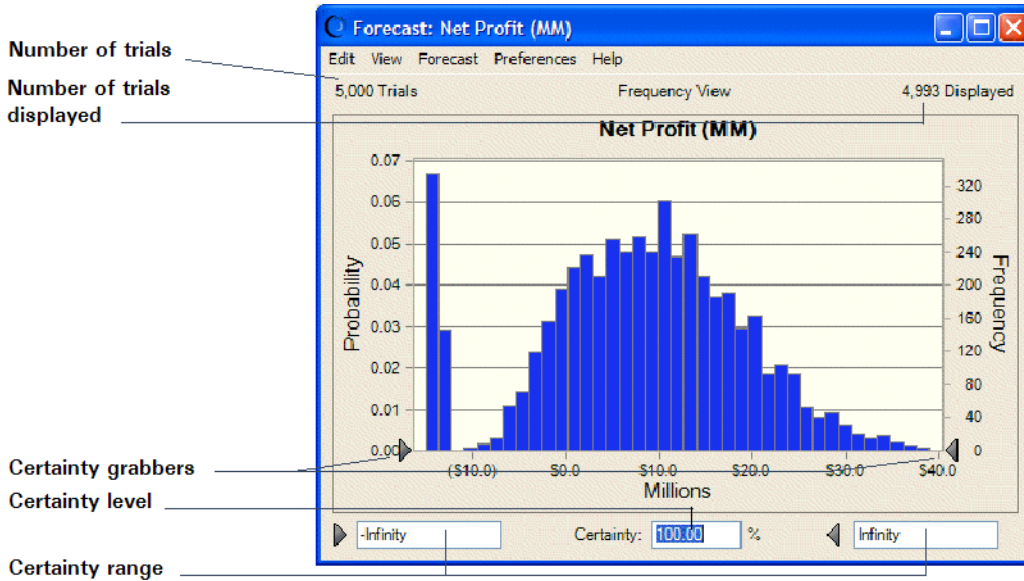 Forecast: Net Profit (MM)
Edit View Forecast Preferences Help
Number of trials
5,000 Trials Frequency View 4,993 Displayed
Number of trials
displayed
Net Profit (MM)
0.07
0.06
0.05
0.04
0.03
0.02
0.01
0.00
Probability
320
280
240
200
160
120
80
40
0
Frequency
($10.0) $0.0 $10.0 $20.0 $30.0 $40.0
Millions
Certainty grabbers
Certainty level
-Infinity Certainty: 100.00 % Infinity
Certainty range